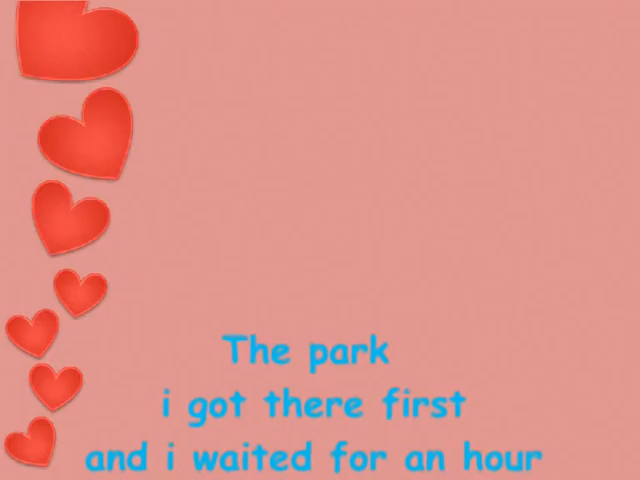 The park
i got there first
and i waited for an hour